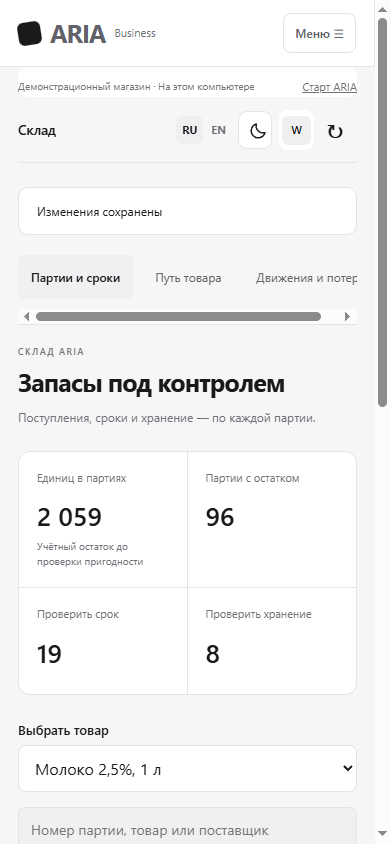 ARIA Business
Меню ☰
Демонстрационный магазин · На этом компьютере
Старт ARIA
Склад
RU EN
W
Изменения сохранены
Партии и сроки
Путь товара
Движения и потер
СКЛАД ARIA
Запасы под контролем
Поступления, сроки и хранение — по каждой партии.
Единиц в партиях
2 059
Учётный остаток до
проверки пригодности
Партии с остатком
96
Проверить срок
19
Проверить хранение
8
Выбрать товар
Молоко 2,5%, 1 л
Номер партии, товар или поставщик